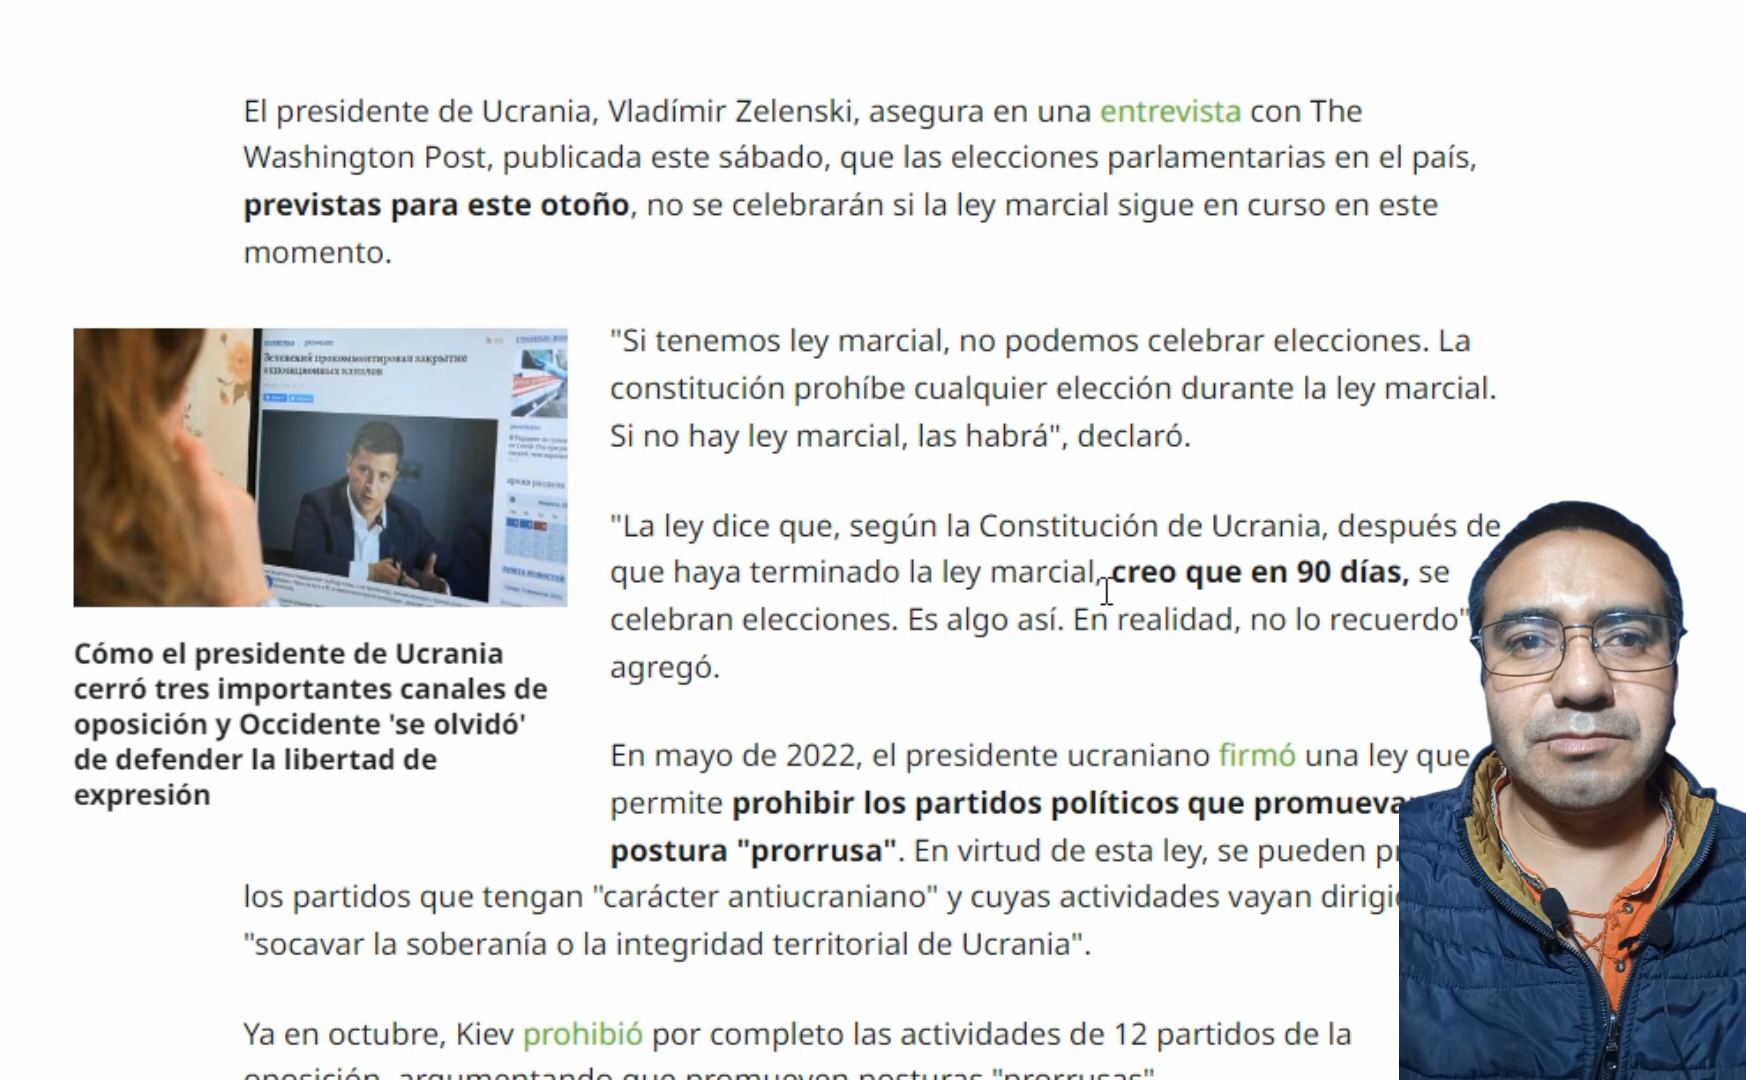 El presidente de Ucrania, Vladímir Zelenski, asegura en una entrevista con The
Washington Post, publicada este sábado, que las elecciones parlamentarias en el país,
previstas para este otoño, no se celebrarán si la ley marcial sigue en curso en este
momento.
Зеленский прокомментировал закрытие
оппозиционных каналов
Cómo el presidente de Ucrania
cerró tres importantes canales de
oposición y Occidente 'se olvidó'
de defender la libertad de
expresión
"Si tenemos ley marcial, no podemos celebrar elecciones. La
constitución prohíbe cualquier elección durante la ley marcial.
Si no hay ley marcial, las habrá", declaró.
"La ley dice que, según la Constitución de Ucrania, después de
que haya terminado la ley marcial, creo que en 90 días, se
celebran elecciones. Es algo así. En realidad, no lo recuerdo"
agregó.
En mayo de 2022, el presidente ucraniano firmó una ley que
permite prohibir los partidos políticos que
postura "prorrusa". En virtud de esta ley, se pueden
los partidos que tengan "carácter antiucraniano" y cuyas actividades vayan
"socavar la soberanía o la integridad territorial de Ucrania".
Ya en octubre, Kiev prohibió por completo las actividades de 12 partidos de la
oposición, argumentando que promueven posturas "prorrusas".